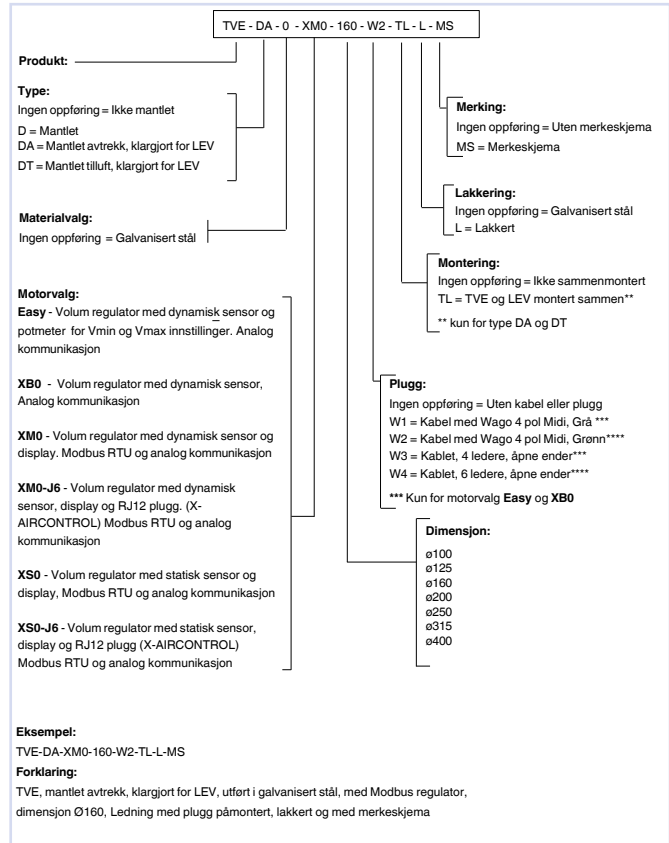 TVE - DA - 0 - XM0 - 160 - W2 - TL - L - MS
Produkt:
Type:
Ingen oppføring = Ikke mantlet
D = Mantlet
DA = Mantlet avtrekk, klargjort for LEV
DT = Mantlet tilluft, klargjort for LEV
Materialvalg:
Ingen oppføring = Galvanisert stål
Motorvalg:
Easy - Volum regulator med dynamisk sensor og
potmeter for Vmin og Vmax innstillinger. Analog
kommunikasjon
XB0 - Volum regulator med dynamisk sensor,
Analog kommunikasjon
XM0 - Volum regulator med dynamisk sensor og
display. Modbus RTU og analog kommunikasjon
XM0-J6 - Volum regulator med dynamisk
sensor, display og RJ12 plugg. (X-
AIRCONTROL) Modbus RTU og analog
kommunikasjon
XS0 - Volum regulator med statisk sensor og
display, Modbus RTU og analog kommunikasjon
XS0-J6 - Volum regulator med statisk sensor,
display og RJ12 plugg (X-AIRCONTROL)
Modbus RTU og analog kommunikasjon
Merking:
Ingen oppføring = Uten merkeskjema
MS = Merkeskjema
Lakkering:
Ingen oppføring = Galvanisert stål
L = Lakkert
Montering:
Ingen oppføring = Ikke sammenmontert
TL = TVE og LEV montert sammen**
** kun for type DA og DT
Plugg:
Ingen oppføring = Uten kabel eller plugg
W1 = Kabel med Wago 4 pol Midi, Grå ***
W2 = Kabel med Wago 4 pol Midi, Grønn****
W3 = Kablet, 4 ledere, åpne ender***
W4 = Kablet, 6 ledere, åpne ender****
*** Kun for motorvalg Easy og XB0
Dimensjon:
ø100
ø125
ø160
ø200
ø250
ø315
ø400
Eksempel:
TVE-DA-XM0-160-W2-TL-L-MS
Forklaring:
TVE, mantlet avtrekk, klargjort for LEV, utført i galvanisert stål, med Modbus regulator,
dimensjon Ø160, Ledning med plugg påmontert, lakkert og med merkeskjema